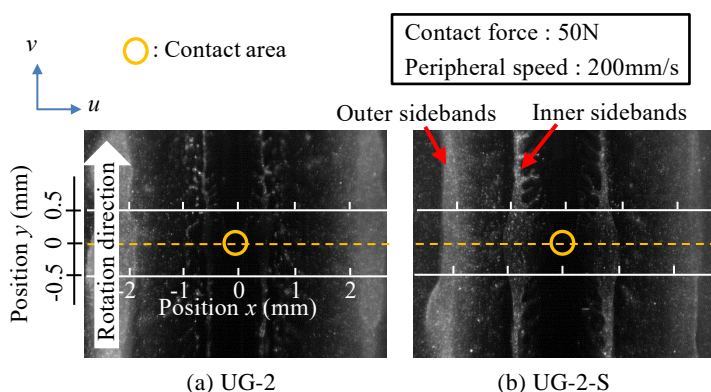 v
u
: Contact area
Contact force : 50N
Peripheral speed : 200mm/s
Outer sidebands
Inner sidebands
Position y (mm)
0.5
0
-0.5
Rotation direction
-2 -1 0 1 2
Position x (mm)
(a) UG-2
(b) UG-2-S